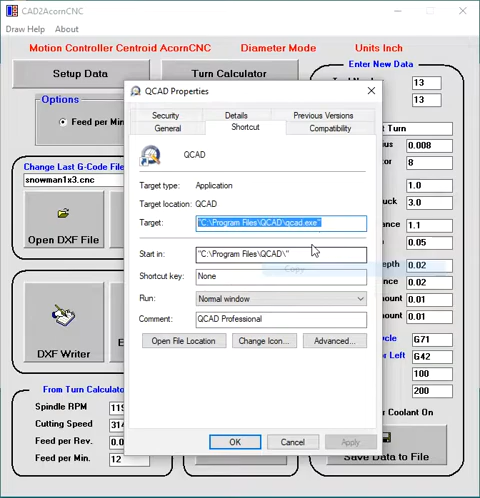 CAD2AcornCNC
Draw Help About
Motion Controller Centroid AcornCNC Diameter Mode Units Inch
Setup Data
Turn Calculator
Enter New Data
13
13
Options
Feed per Min
Turn
0.008
8
Change Last G-Code File
snowman1x3.cnc
Open DXF File
1.0
3.0
1.1
0.05
0.02
0.02
0.01
0.01
G71
G42
100
200
DXF Writer
From Turn Calculator
Spindle RPM
Cutting Speed 314
Feed per Rev. 0.0
Feed per Min. 12
Coolant On
Save Data to File
QCAD Properties
Security Details Previous Versions
General Shortcut Compatibility
QCAD
Target type: Application
Target location: QCAD
Target: "C:\Program Files\QCAD\qcad.exe"
Start in: "C:\Program Files\QCAD\"
Copy
Shortcut key: None
Run: Normal window
Comment: QCAD Professional
Open File Location Change Icon... Advanced...
OK Cancel Apply